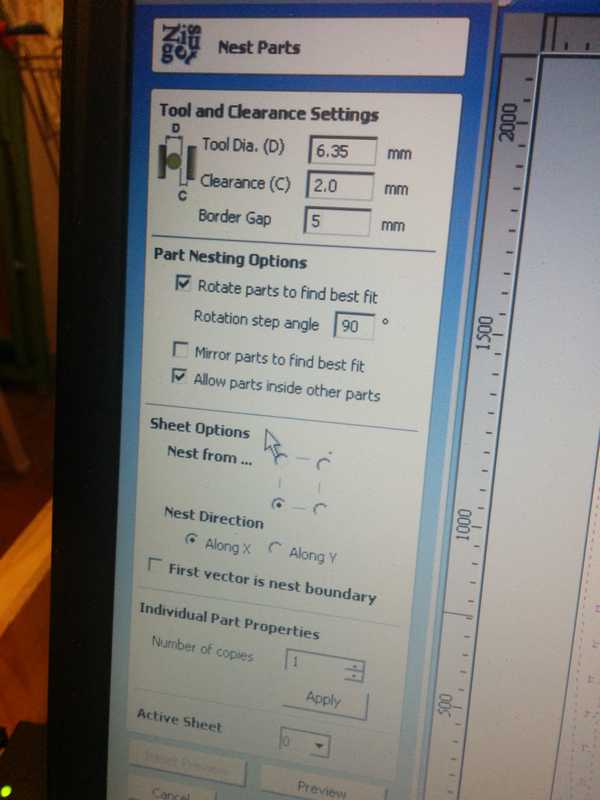 Nest Parts
Tool and Clearance Settings
D
Tool Dia. (D) 6.35 mm
Clearance (C) 2.0 mm
C
Border Gap 5 mm
Part Nesting Options
Rotate parts to find best fit
Rotation step angle 90 °
Mirror parts to find best fit
Allow parts inside other parts
Sheet Options
Nest from ...
Nest Direction
Along X Along Y
First vector is nest boundary
Individual Part Properties
Number of copies 1
Apply
Active Sheet 0
Preview
Cancel
2000
1500
1000
500